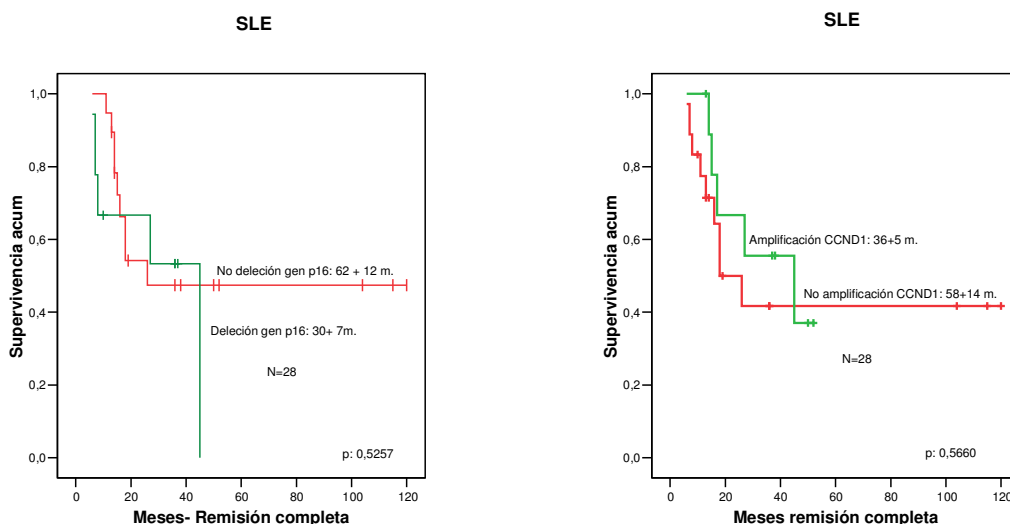 SLE
1,0
0,8
0,6
0,4
0,2
0,0
Supervivencia acum
No deleción gen p16: 62 + 12 m.
Deleción gen p16: 30+ 7m.
N=28
p: 0,5257
0 20 40 60 80 100 120
Meses- Remisión completa
SLE
1,0
0,8
0,6
0,4
0,2
0,0
Supervivencia acum
Amplificación CCND1: 36+5 m.
No amplificación CCND1: 58+14 m.
N=28
p: 0,5660
0 20 40 60 80 100 120
Meses remisión completa